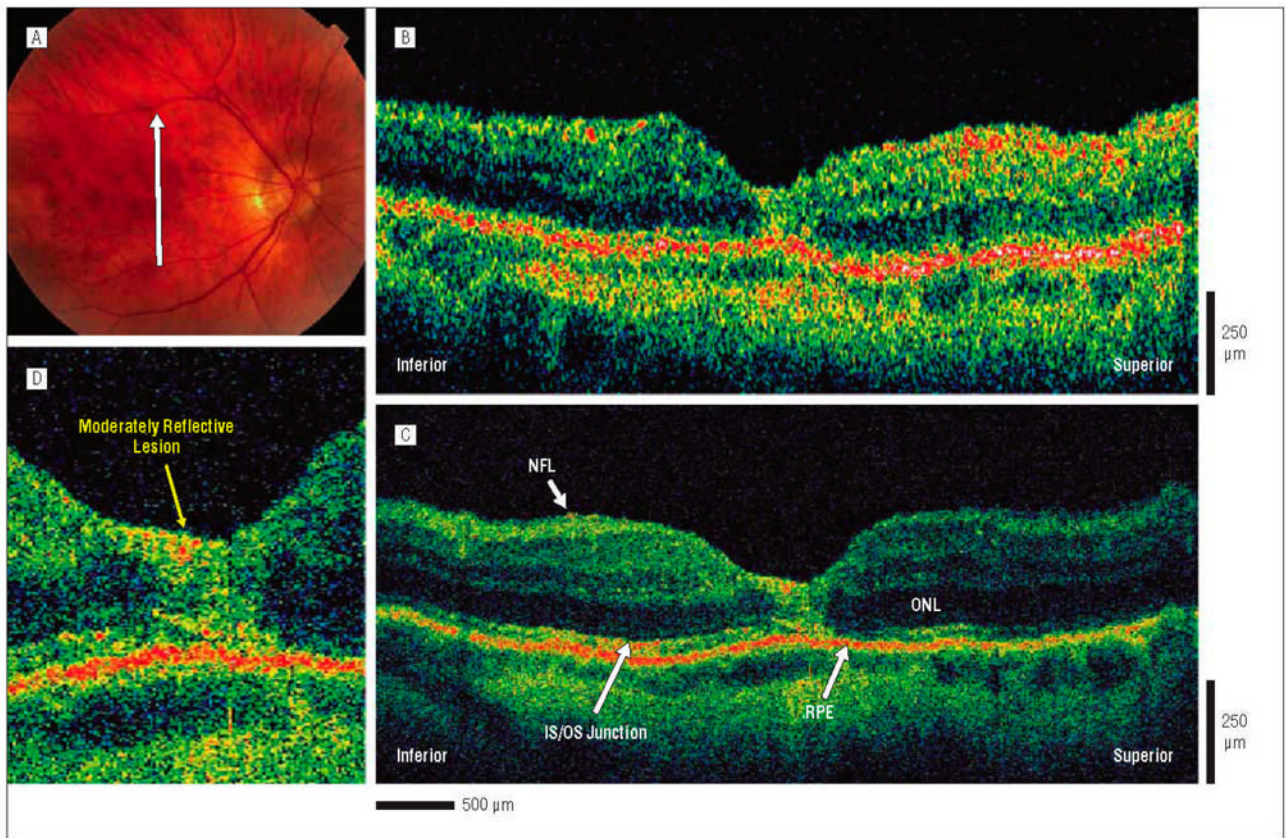 A
B
Inferior
Superior
250
µm
D
Moderately Reflective
Lesion
C
NFL
ONL
IS/OS Junction
RPE
Inferior
Superior
250
µm
500 µm